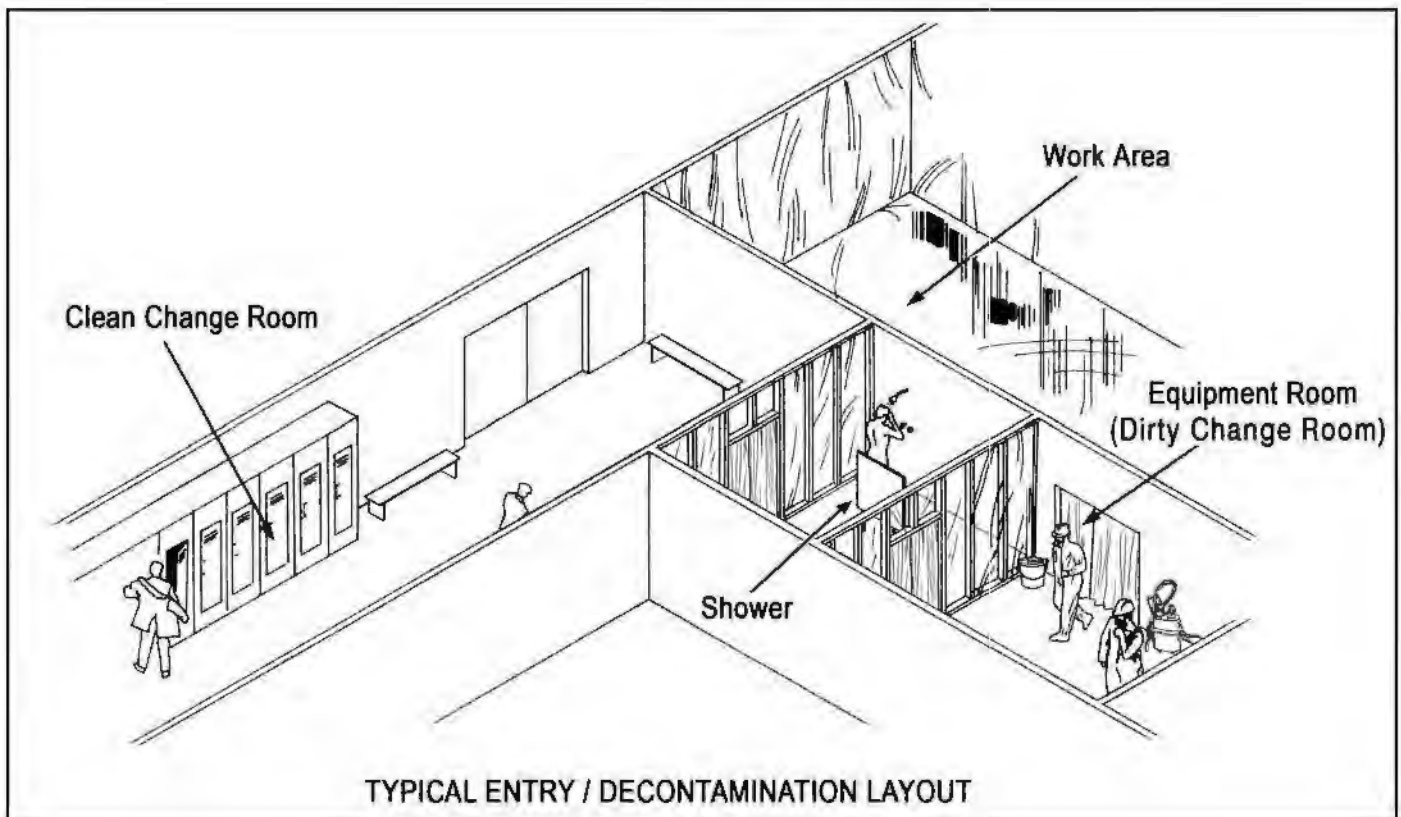 Work Area
Clean Change Room
Equipment Room
(Dirty Change Room)
Shower
TYPICAL ENTRY / DECONTAMINATION LAYOUT